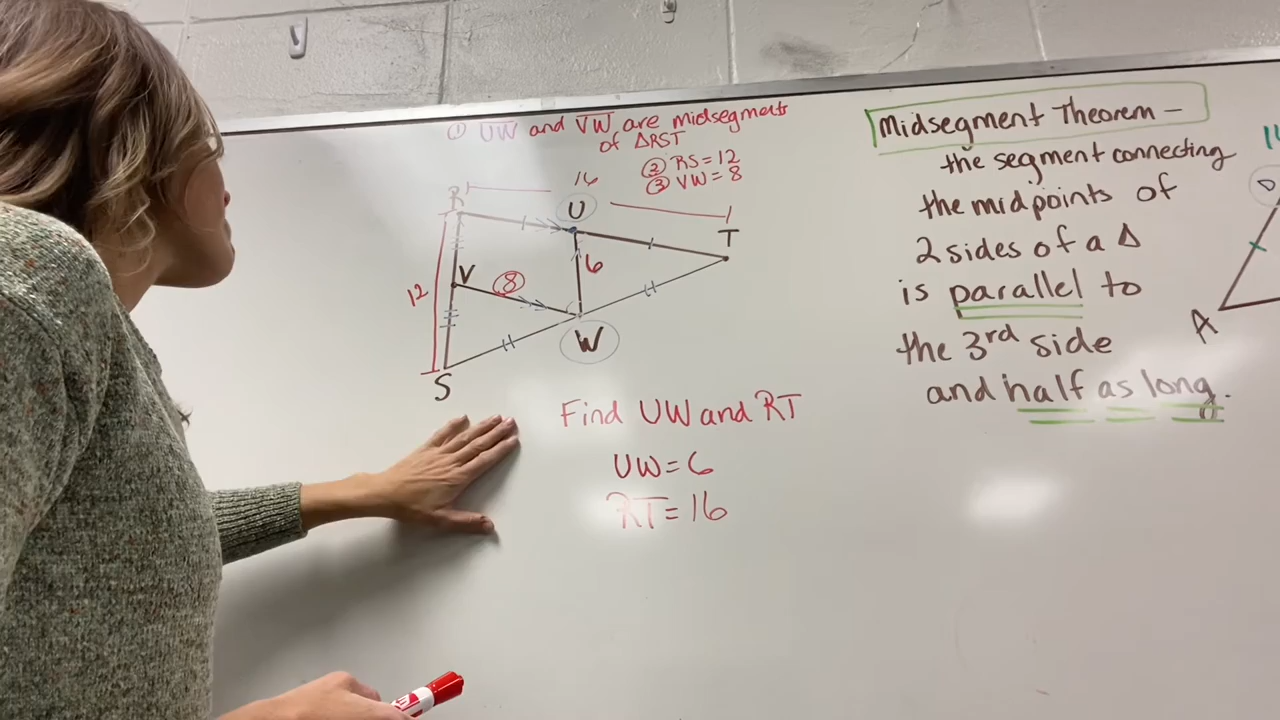 ① UW and VW are midsegments
of △RST
② RS = 12
③ VW = 8
16
R
U
T
6
V
8
12
W
S
Find UW and RT
UW = 6
RT = 16
Midsegment Theorem –
the segment connecting
the midpoints of
2 sides of a △
is parallel to
the 3rd side
and half as long.
D
A